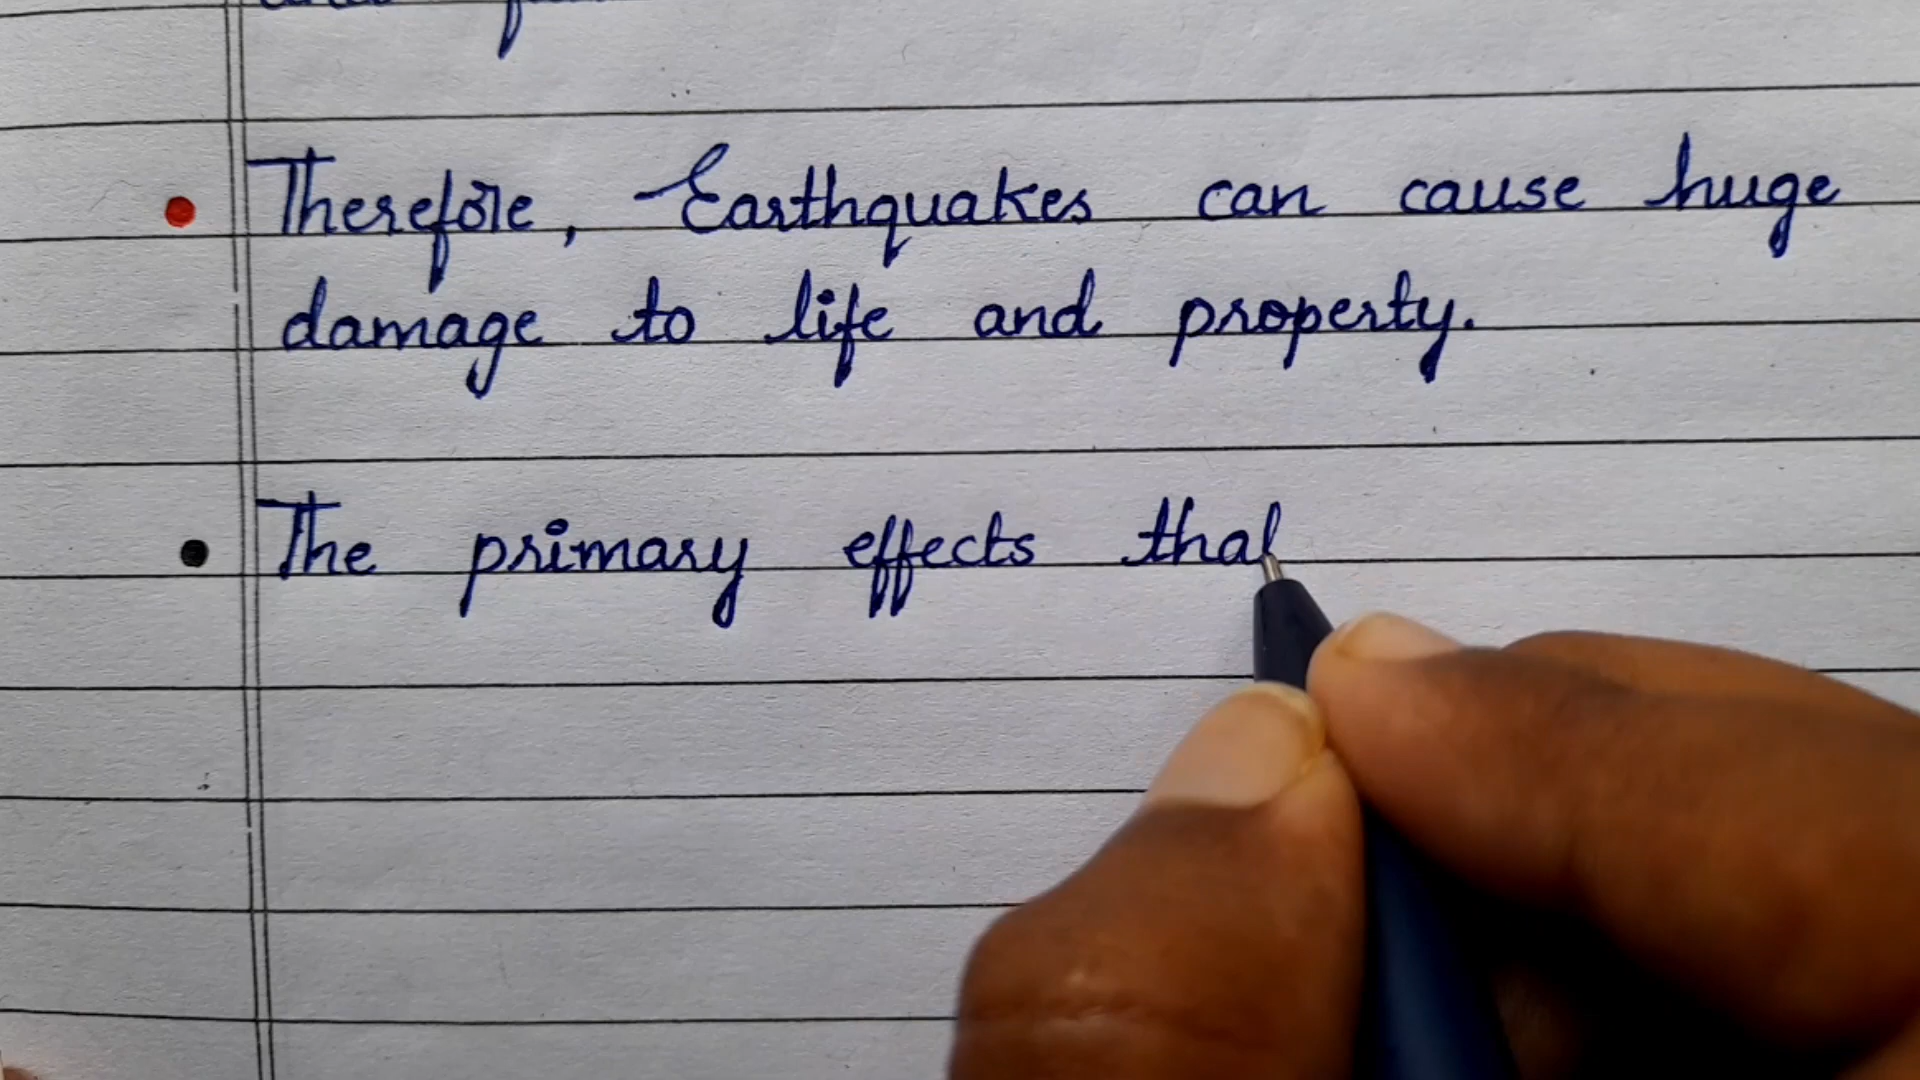 Therefore, Earthquakes can cause huge
damage to life and property.
The primary effects that